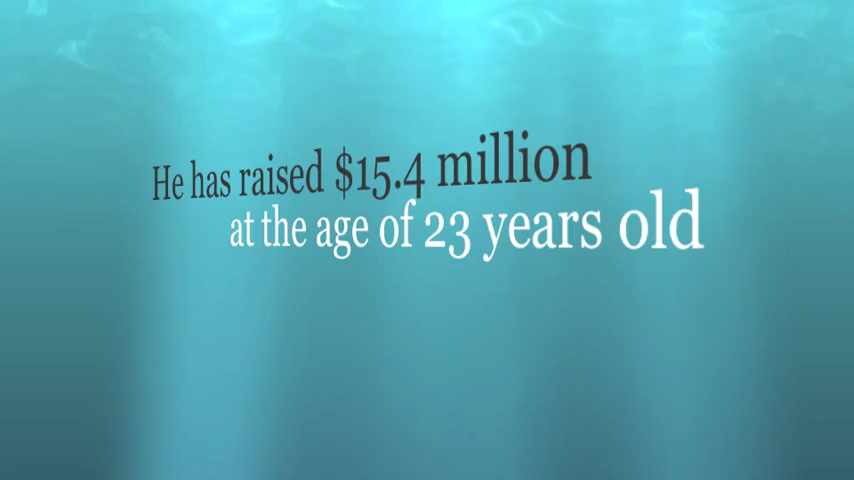 He has raised $15.4 million
at the age of 23 years old